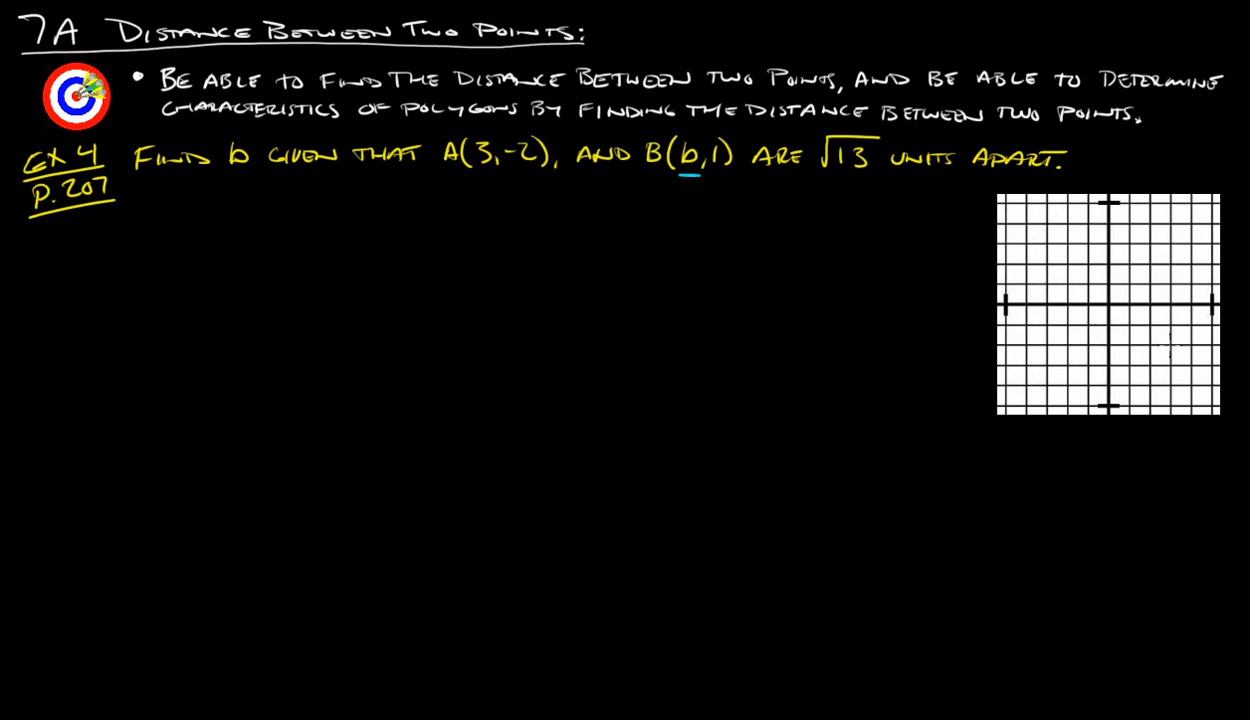 7A DISTANCE BETWEEN TWO POINTS:
• BE ABLE TO FIND THE DISTANCE BETWEEN TWO POINTS, AND BE ABLE TO DETERMINE
CHARACTERISTICS OF POLYGONS BY FINDING THE DISTANCE BETWEEN TWO POINTS.
EX 4 FIND b GIVEN THAT A(3,-2), AND B(b,1) ARE √13 UNITS APART.
P.207